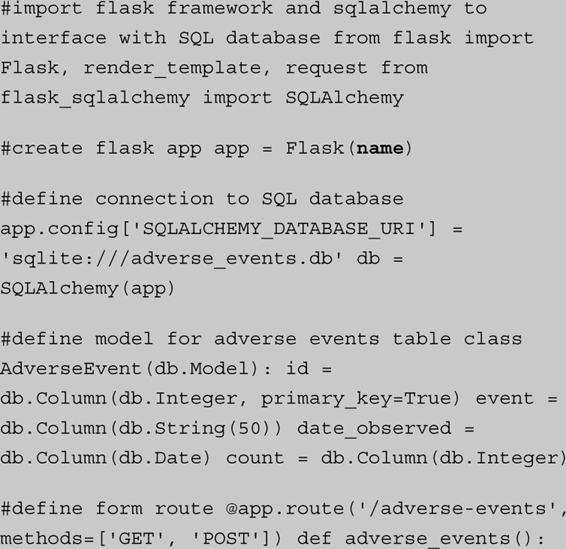 #import flask framework and sqlalchemy to
interface with SQL database from flask import
Flask, render_template, request from
flask_sqlalchemy import SQLAlchemy
#create flask app app = Flask(name)
#define connection to SQL database
app.config['SQLALCHEMY_DATABASE_URI'] =
'sqlite:///adverse_events.db' db =
SQLAlchemy(app)
#define model for adverse events table class
AdverseEvent(db.Model): id =
db.Column(db.Integer, primary_key=True) event =
db.Column(db.String(50)) date_observed =
db.Column(db.Date) count = db.Column(db.Integer)
#define form route @app.route('/adverse-events',
methods=['GET', 'POST']) def adverse_events():